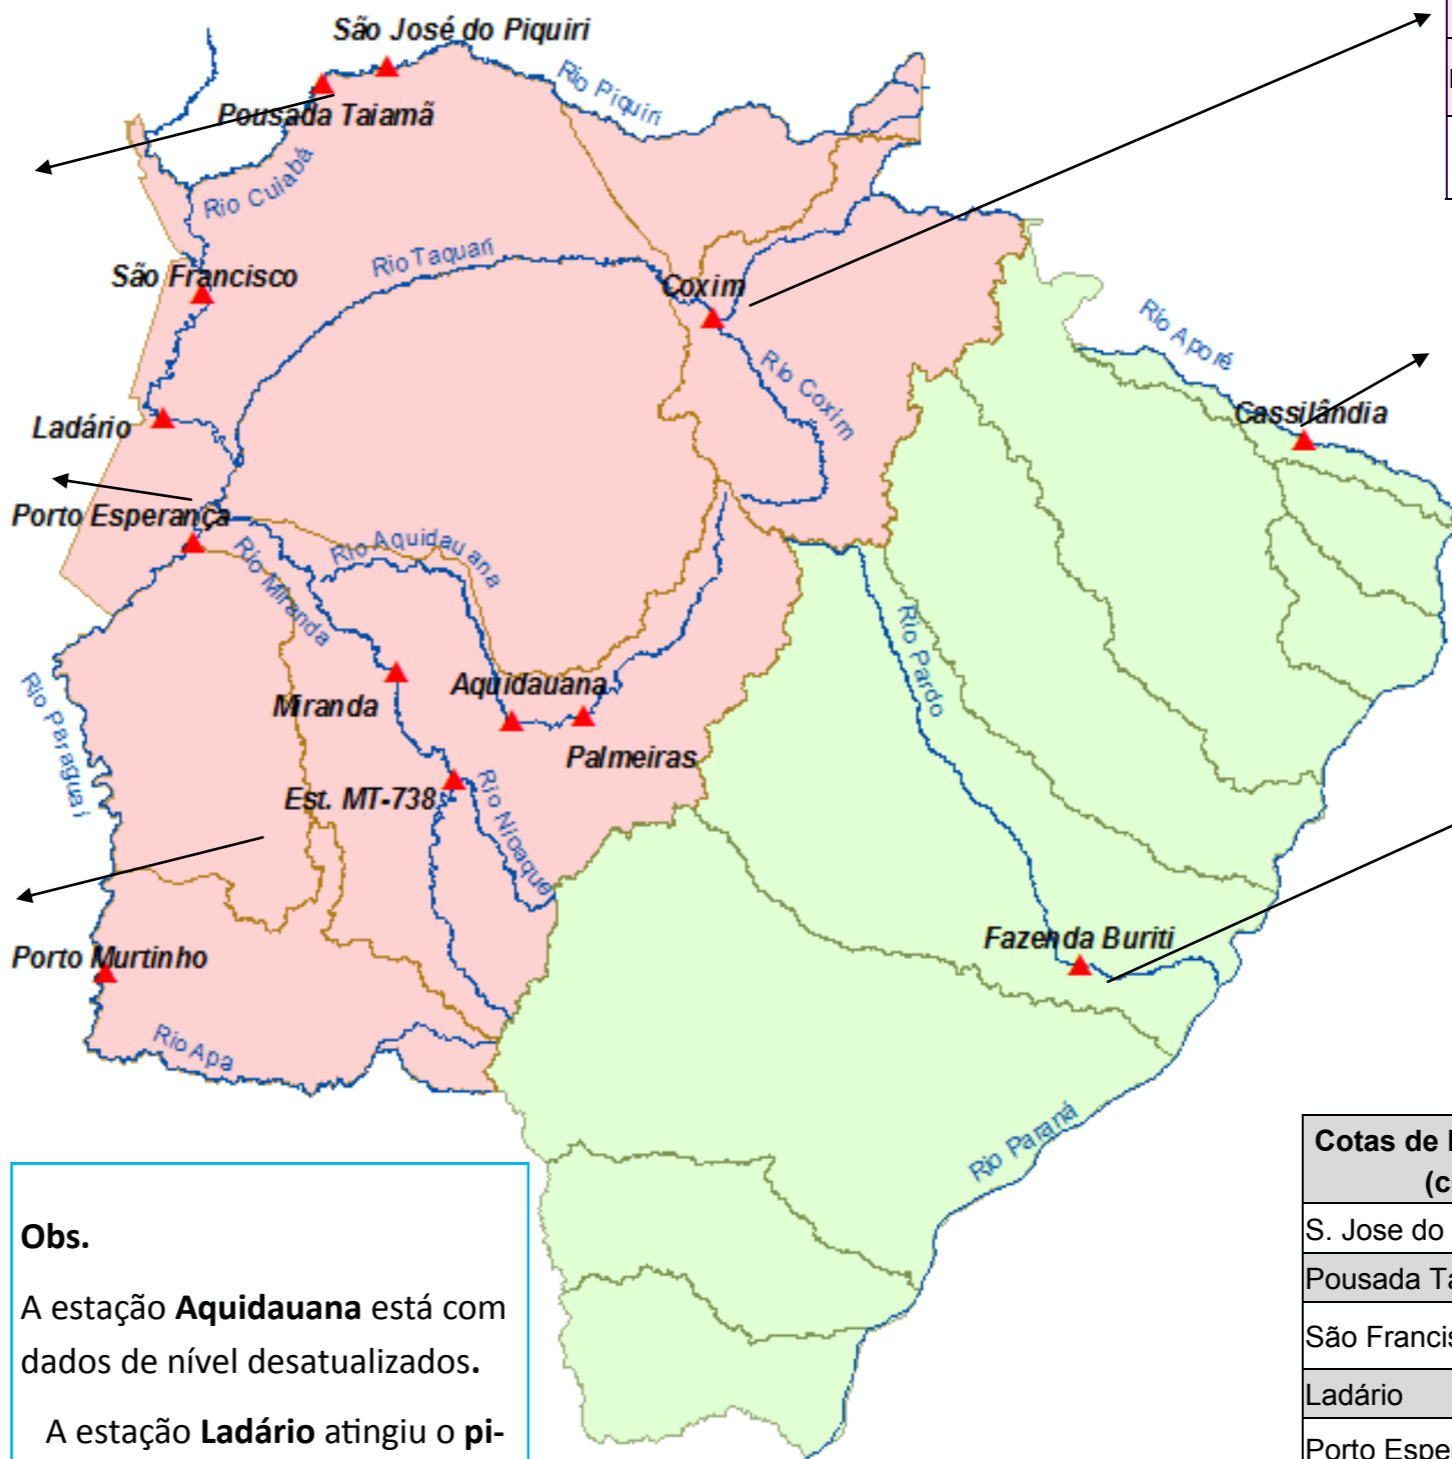 São José do Piquiri
Rio Piquiri
Pousada Taiamã
Rio Cuiabá
Rio Taquari
São Francisco
Coxim
Rio Aporé
Rio Coxim
Cassilândia
Ladário
Porto Esperança
Rio Aquidauana
Rio Miranda
Rio Pardo
Aquidauana
Rio Paraguai
Miranda
Palmeiras
Est. MT-738
Rio Nioaque
Fazenda Buriti
Porto Murtinho
Rio Apa
Rio Paraná
Obs.
A estação Aquidauana está com
dados de nível desatualizados.
A estação Ladário atingiu o pi-
Cotas de
(c
S. Jose do
Pousada Ta
São Francis
Ladário
Porto Espe